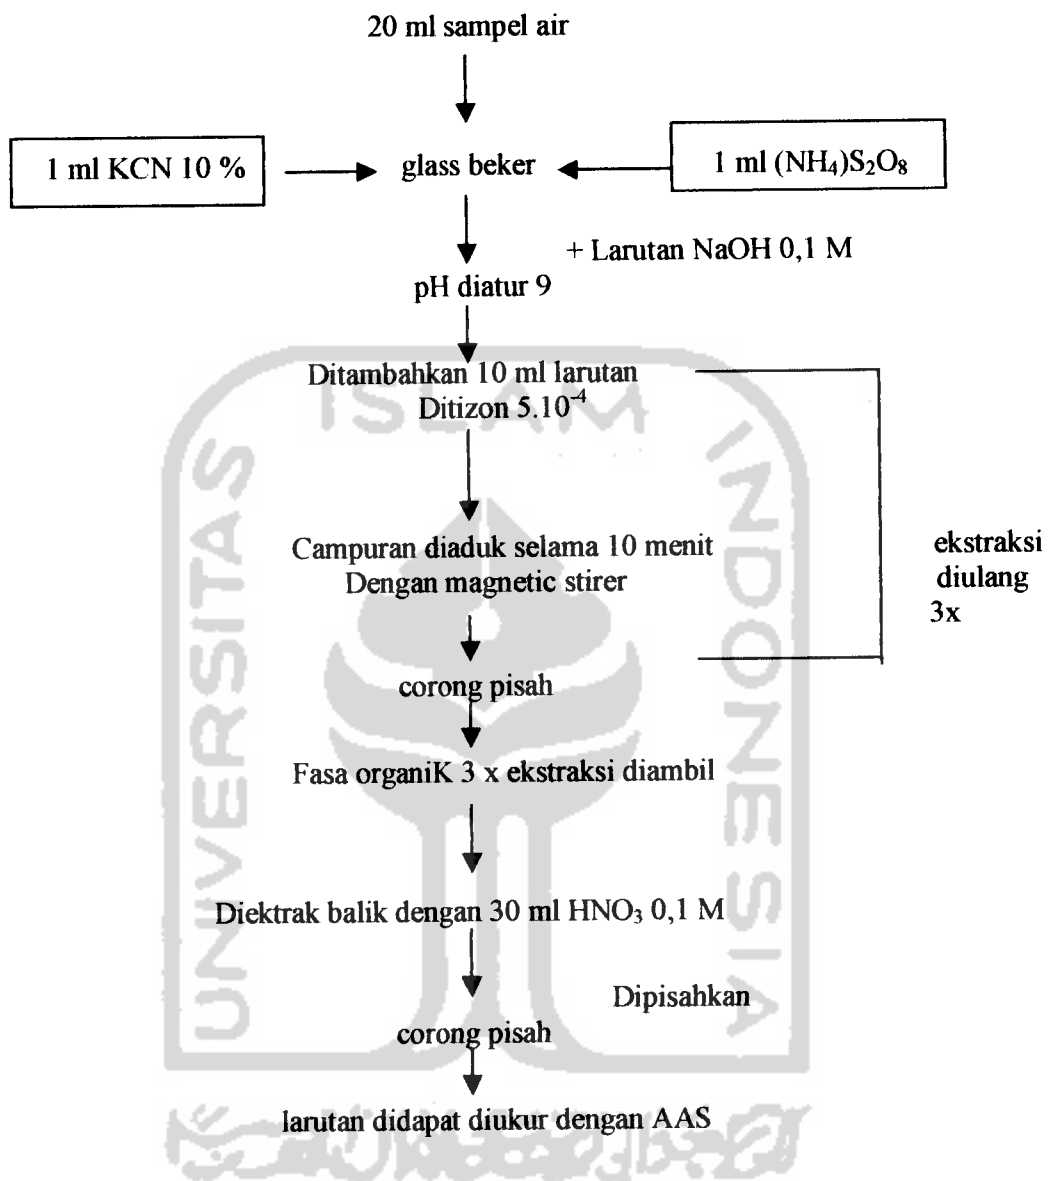 20 ml sampel air
1 ml KCN 10 %
glass beker
1 ml (NH₄)S₂O₈
+ Larutan NaOH 0,1 M
pH diatur 9
Ditambahkan 10 ml larutan
Ditizon 5.10⁻⁴
Campuran diaduk selama 10 menit
Dengan magnetic stirer
ekstraksi
diulang
3x
corong pisah
Fasa organiK 3 x ekstraksi diambil
Diektrak balik dengan 30 ml HNO₃ 0,1 M
Dipisahkan
corong pisah
larutan didapat diukur dengan AAS
UNIVERSITAS
ISLAM
INDONESIA